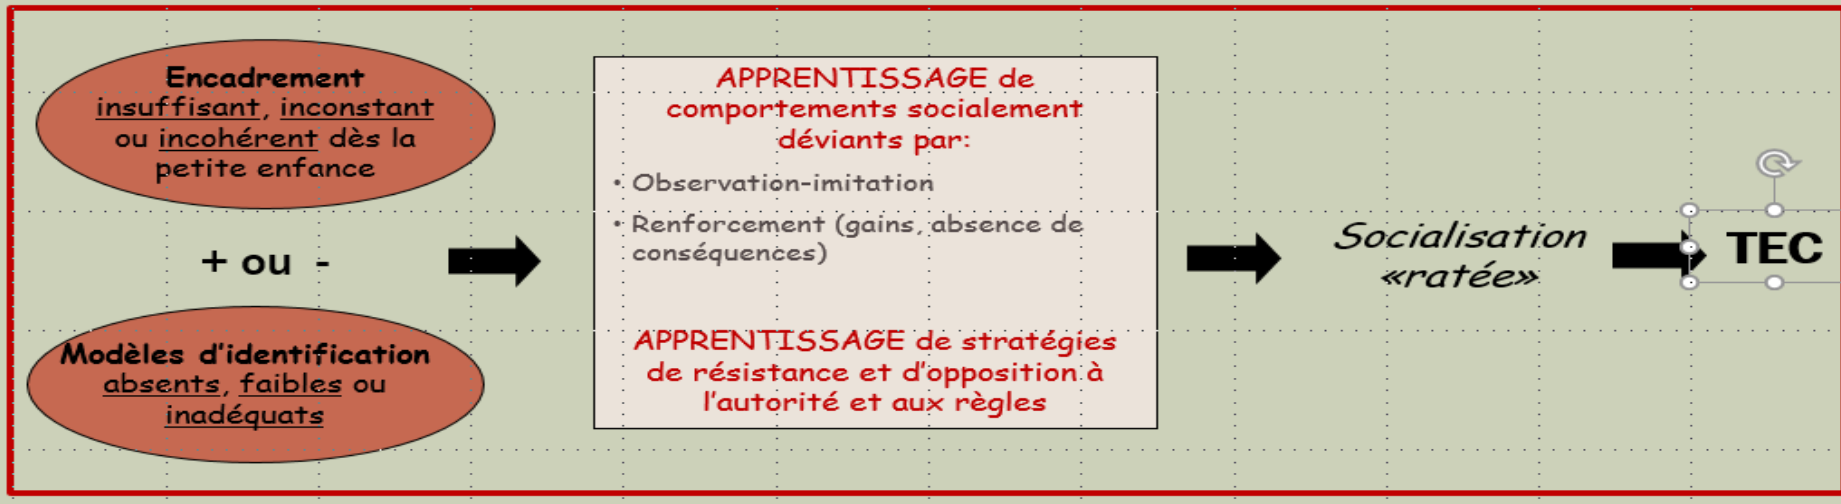 Encadrement
insuffisant, inconstant
ou incohérent dès la
petite enfance
+ ou -
Modèles d'identification
absents, faibles ou
inadéquats
APPRENTISSAGE de
comportements socialement
déviants par:
• Observation-imitation
• Renforcement (gains, absence de
conséquences)
APPRENTISSAGE de stratégies
de résistance et d'opposition à
l'autorité et aux règles
Socialisation
«ratée»
TEC